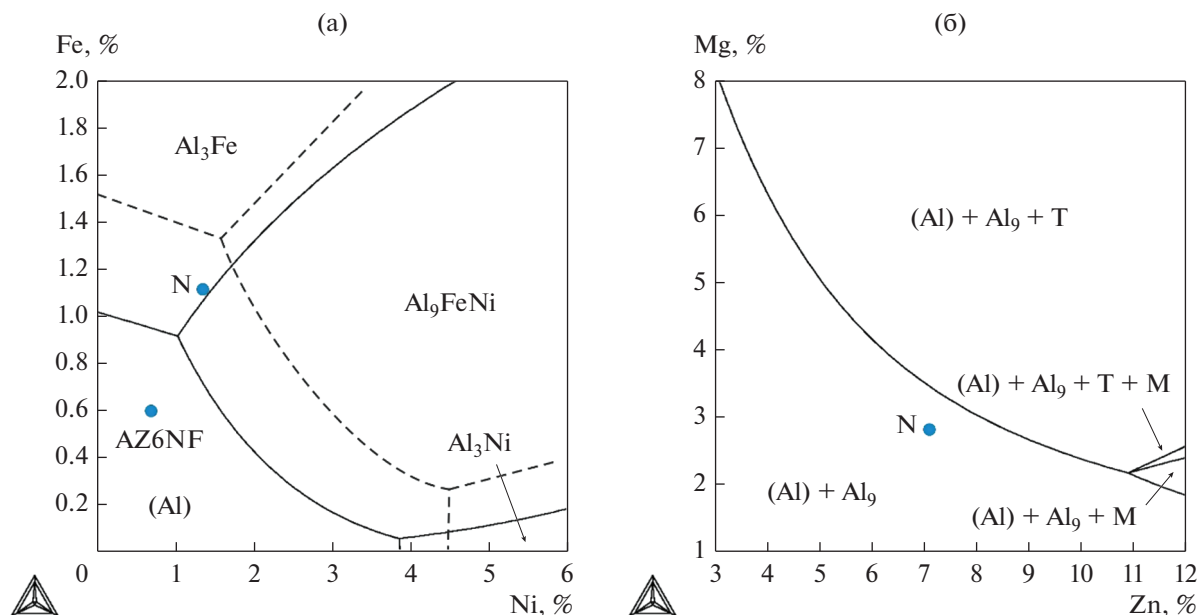 (а)
Fe, %
2.0
1.8
1.6
1.4
1.2
1.0
0.8
0.6
0.4
0.2
0
1
2
3
4
5
6
Ni, %
Al₃Fe
N
Al₉FeNi
AZ6NF
Al₃Ni
(Al)
(б)
Mg, %
8
7
6
5
4
3
2
1
3
4
5
6
7
8
9
10
11
12
Zn, %
(Al) + Al₉ + T
(Al) + Al₉ + T + M
N
(Al) + Al₉
(Al) + Al₉ + M